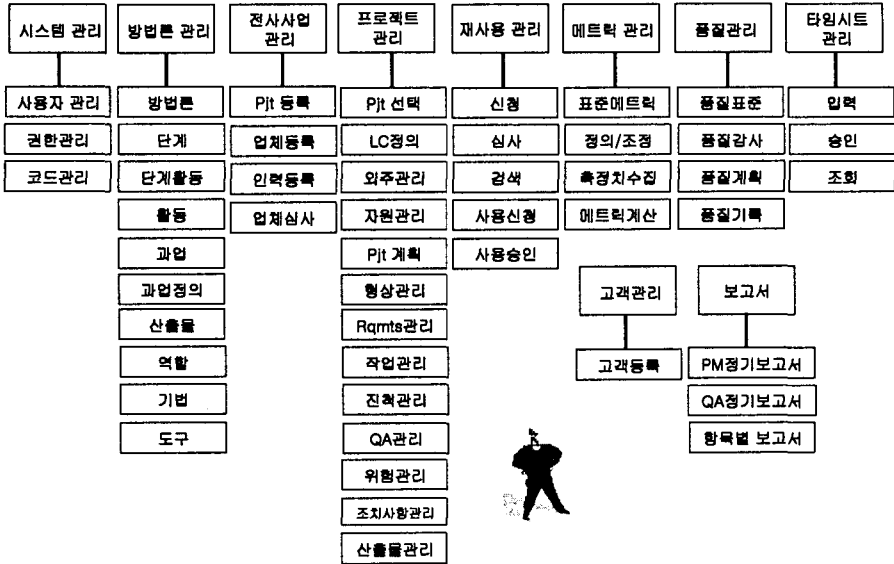 시스템 관리
방법론 관리
전사사업
관리
프로젝트
관리
재사용 관리
메트릭 관리
품질관리
타임시트
관리
사용자 관리
권한관리
코드관리
방법론
단계
단계활동
활동
과업
과업정의
산출물
역할
기법
도구
Pjt 등록
업체등록
인력등록
업체심사
Pjt 선택
LC정의
외주관리
자원관리
Pjt 계획
형상관리
Rqmts관리
작업관리
진척관리
QA관리
위험관리
조치사항관리
산출물관리
신청
심사
검색
사용신청
사용승인
표준메트릭
정의/조정
측정치수집
메트릭계산
품질표준
품질감사
품질계획
품질기록
입력
승인
조회
고객관리
고객등록
보고서
PM정기보고서
QA정기보고서
항목별 보고서